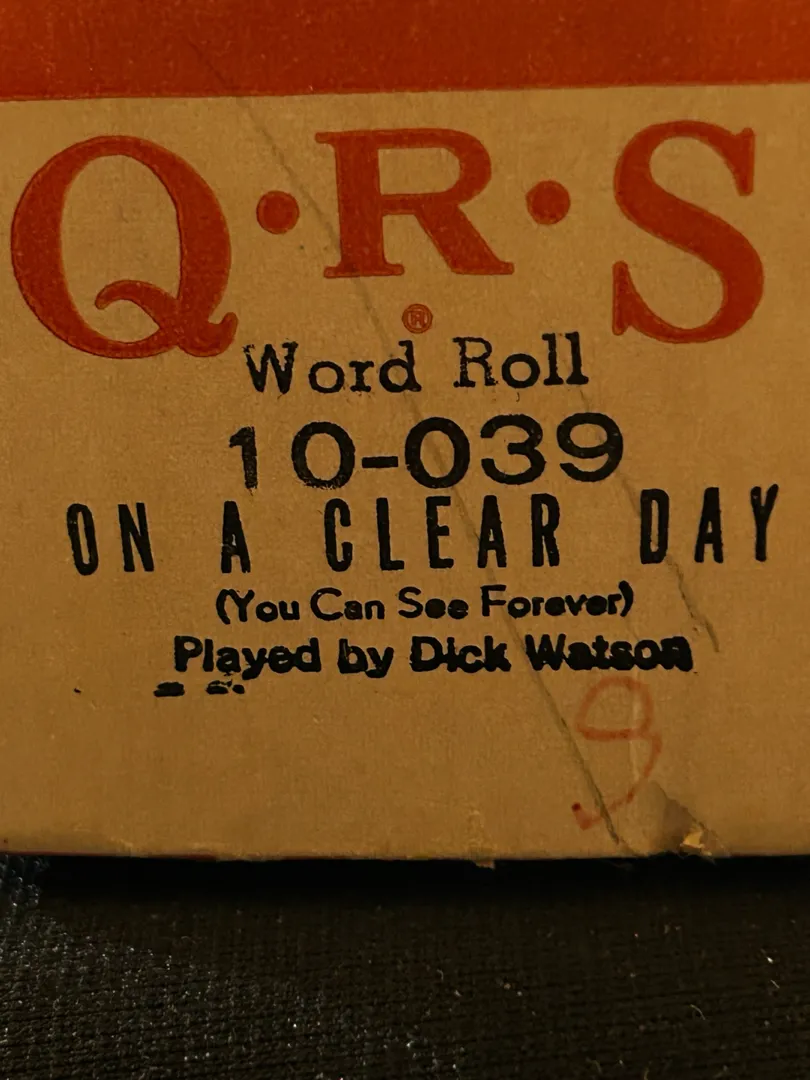 Q·R·S
®
Word Roll
10-039
ON A CLEAR DAY
(You Can See Forever)
Played by Dick Watson
9